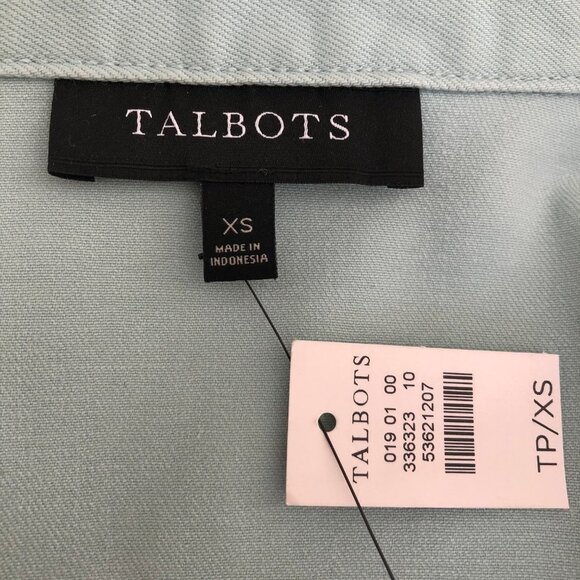 TALBOTS
XS
MADE IN
INDONESIA
TALBOTS
019 01 00
336323 10
53621207
TP/XS